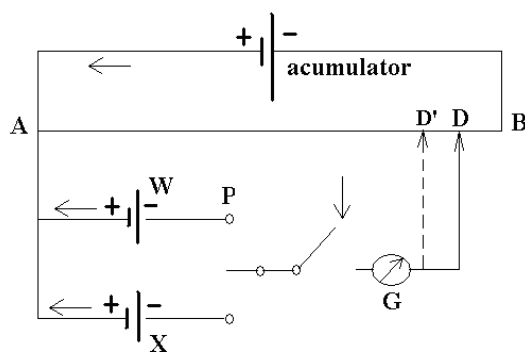 + -
acumulator
A D' D B
W P
+ -
G
+ -
X